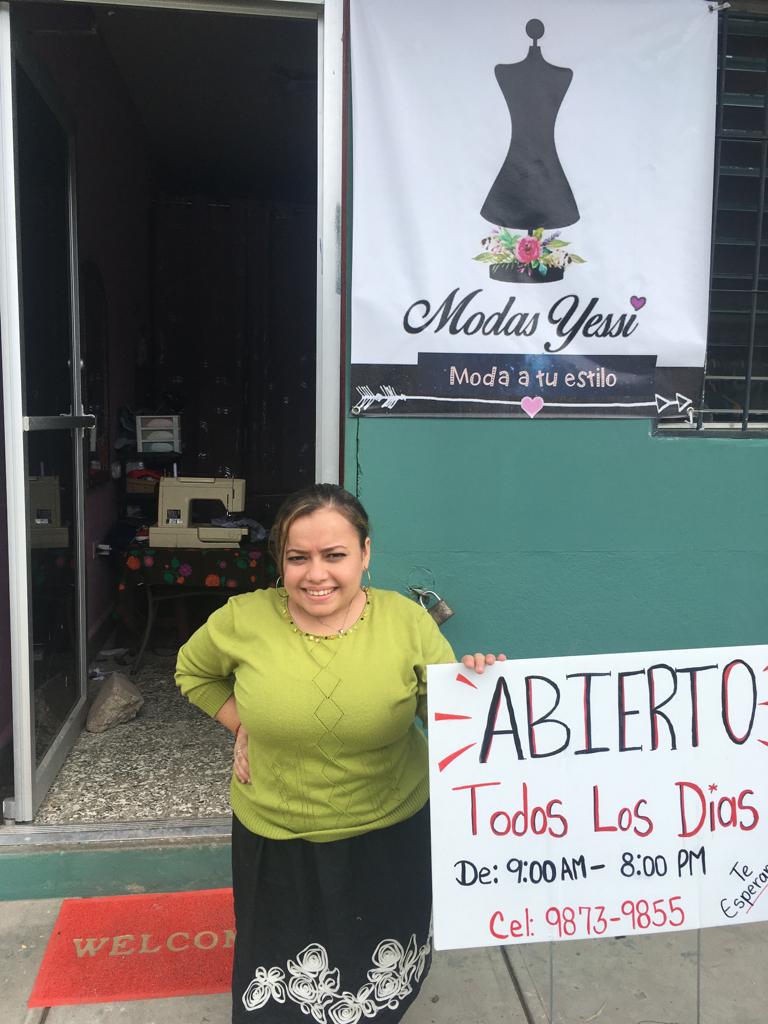 Modas Yessi
Moda a tu estilo
ABIERTO
Todos Los Dias
De: 9:00 AM - 8:00 PM
Te
Cel: 9873-9855
WELCOM